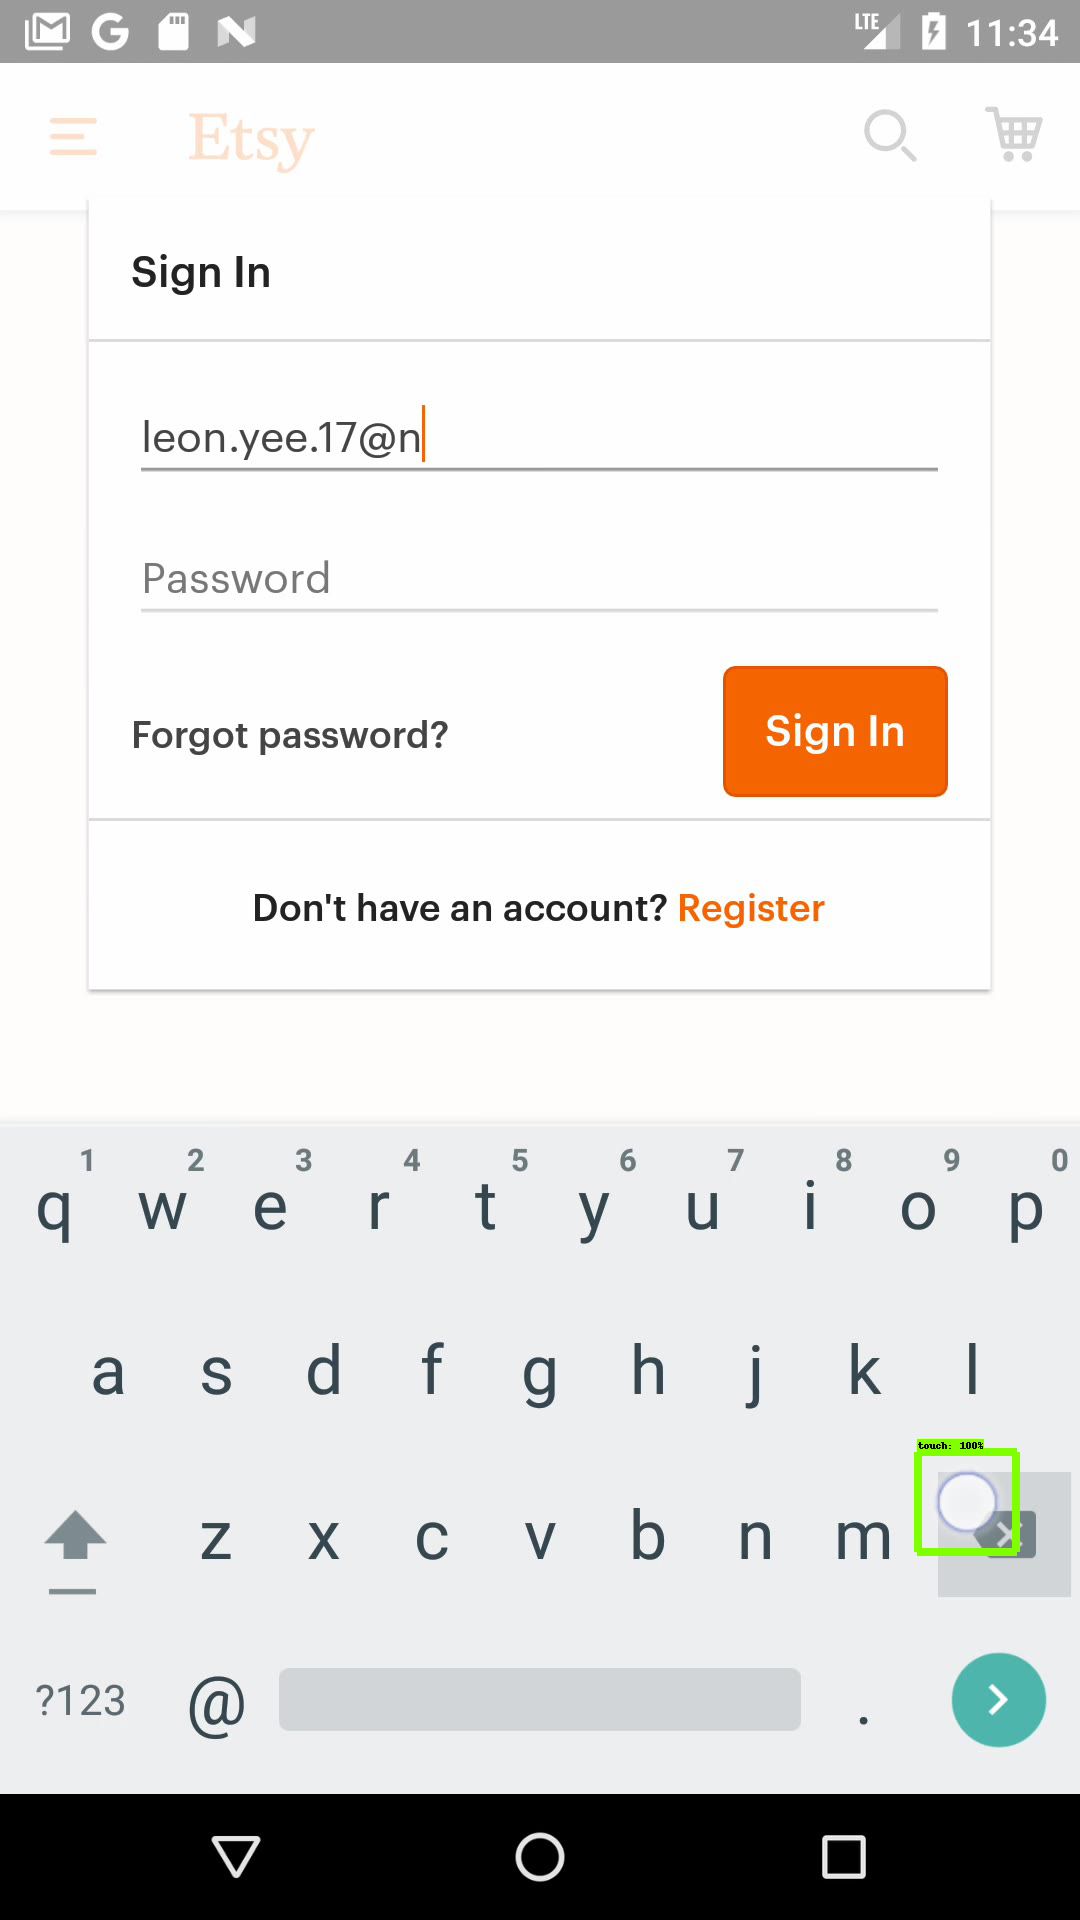 LTE 11:34
Etsy
Sign In
leon.yee.17@n
Password
Forgot password?
Sign In
Don't have an account? Register
1 2 3 4 5 6 7 8 9 0
q w e r t y u i o p
a s d f g h j k l
touch: 100%
z x c v b n m
?123 @ .